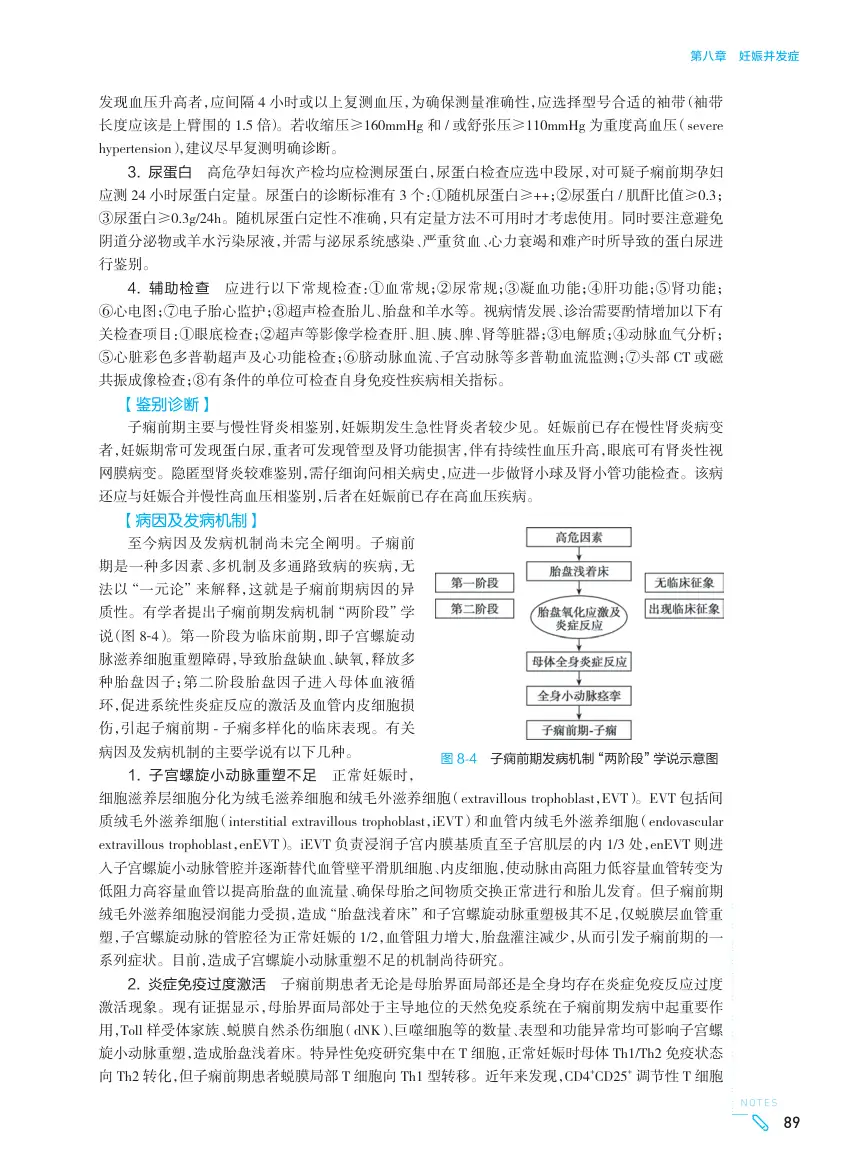 第八章　妊娠并发症
发现血压升高者，应间隔 4 小时或以上复测血压，为确保测量准确性，应选择型号合适的袖带（袖带
长度应该是上臂围的 1.5 倍）。若收缩压≥160mmHg 和 / 或舒张压≥110mmHg 为重度高血压（ severe
hypertension ），建议尽早复测明确诊断。
3. 尿蛋白　高危孕妇每次产检均应检测尿蛋白，尿蛋白检查应选中段尿，对可疑子痫前期孕妇
应测 24 小时尿蛋白定量。尿蛋白的诊断标准有 3 个：①随机尿蛋白≥++；②尿蛋白 / 肌酐比值≥0.3；
③尿蛋白≥0.3g/24h。随机尿蛋白定性不准确，只有定量方法不可用时才考虑使用。同时要注意避免
阴道分泌物或羊水污染尿液，并需与泌尿系统感染、严重贫血、心力衰竭和难产时所导致的蛋白尿进
行鉴别。
4. 辅助检查　应进行以下常规检查：①血常规；②尿常规；③凝血功能；④肝功能；⑤肾功能；
⑥心电图；⑦电子胎心监护；⑧超声检查胎儿、胎盘和羊水等。视病情发展、诊治需要酌情增加以下有
关检查项目：①眼底检查；②超声等影像学检查肝、胆、胰、脾、肾等脏器；③电解质；④动脉血气分析；
⑤心脏彩色多普勒超声及心功能检查；⑥脐动脉血流、子宫动脉等多普勒血流监测；⑦头部 CT 或磁
共振成像检查；⑧有条件的单位可检查自身免疫性疾病相关指标。
【鉴别诊断】
子痫前期主要与慢性肾炎相鉴别，妊娠期发生急性肾炎者较少见。妊娠前已存在慢性肾炎病变
者，妊娠期常可发现蛋白尿，重者可发现管型及肾功能损害，伴有持续性血压升高，眼底可有肾炎性视
网膜病变。隐匿型肾炎较难鉴别，需仔细询问相关病史，应进一步做肾小球及肾小管功能检查。该病
还应与妊娠合并慢性高血压相鉴别，后者在妊娠前已存在高血压疾病。
【病因及发病机制】
至今病因及发病机制尚未完全阐明。子痫前
期是一种多因素、多机制及多通路致病的疾病，无
法以“一元论”来解释，这就是子痫前期病因的异
质性。有学者提出子痫前期发病机制“两阶段”学
说（图 8-4）。第一阶段为临床前期，即子宫螺旋动
脉滋养细胞重塑障碍，导致胎盘缺血、缺氧，释放多
种胎盘因子；第二阶段胎盘因子进入母体血液循
环，促进系统性炎症反应的激活及血管内皮细胞损
伤，引起子痫前期 - 子痫多样化的临床表现。有关
病因及发病机制的主要学说有以下几种。
高危因素
胎盘浅着床
第一阶段
无临床征象
第二阶段
胎盘氧化应激及
炎症反应
出现临床征象
母体全身炎症反应
全身小动脉痉挛
子痫前期-子痫
图 8-4　子痫前期发病机制“两阶段”学说示意图
1. 子宫螺旋小动脉重塑不足　正常妊娠时，
细胞滋养层细胞分化为绒毛滋养细胞和绒毛外滋养细胞（ extravillous trophoblast，EVT）。EVT 包括间
质绒毛外滋养细胞（ interstitial extravillous trophoblast，iEVT）和血管内绒毛外滋养细胞（ endovascular
extravillous trophoblast，enEVT）。iEVT 负责浸润子宫内膜基质直至子宫肌层的内 1/3 处，enEVT 则进
入子宫螺旋小动脉管腔并逐渐替代血管壁平滑肌细胞、内皮细胞，使动脉由高阻力低容量血管转变为
低阻力高容量血管以提高胎盘的血流量、确保母胎之间物质交换正常进行和胎儿发育。但子痫前期
绒毛外滋养细胞浸润能力受损，造成“胎盘浅着床”和子宫螺旋动脉重塑极其不足，仅蜕膜层血管重
塑，子宫螺旋动脉的管腔径为正常妊娠的 1/2，血管阻力增大，胎盘灌注减少，从而引发子痫前期的一
系列症状。目前，造成子宫螺旋小动脉重塑不足的机制尚待研究。
2. 炎症免疫过度激活　子痫前期患者无论是母胎界面局部还是全身均存在炎症免疫反应过度
激活现象。现有证据显示，母胎界面局部处于主导地位的天然免疫系统在子痫前期发病中起重要作
用，Toll 样受体家族、蜕膜自然杀伤细胞（ dNK）、巨噬细胞等的数量、表型和功能异常均可影响子宫螺
旋小动脉重塑，造成胎盘浅着床。特异性免疫研究集中在 T 细胞，正常妊娠时母体 Th1/Th2 免疫状态
向 Th2 转化，但子痫前期患者蜕膜局部 T 细胞向 Th1 型转移。近年来发现，CD4⁺CD25⁺ 调节性 T 细胞
NOTES
89